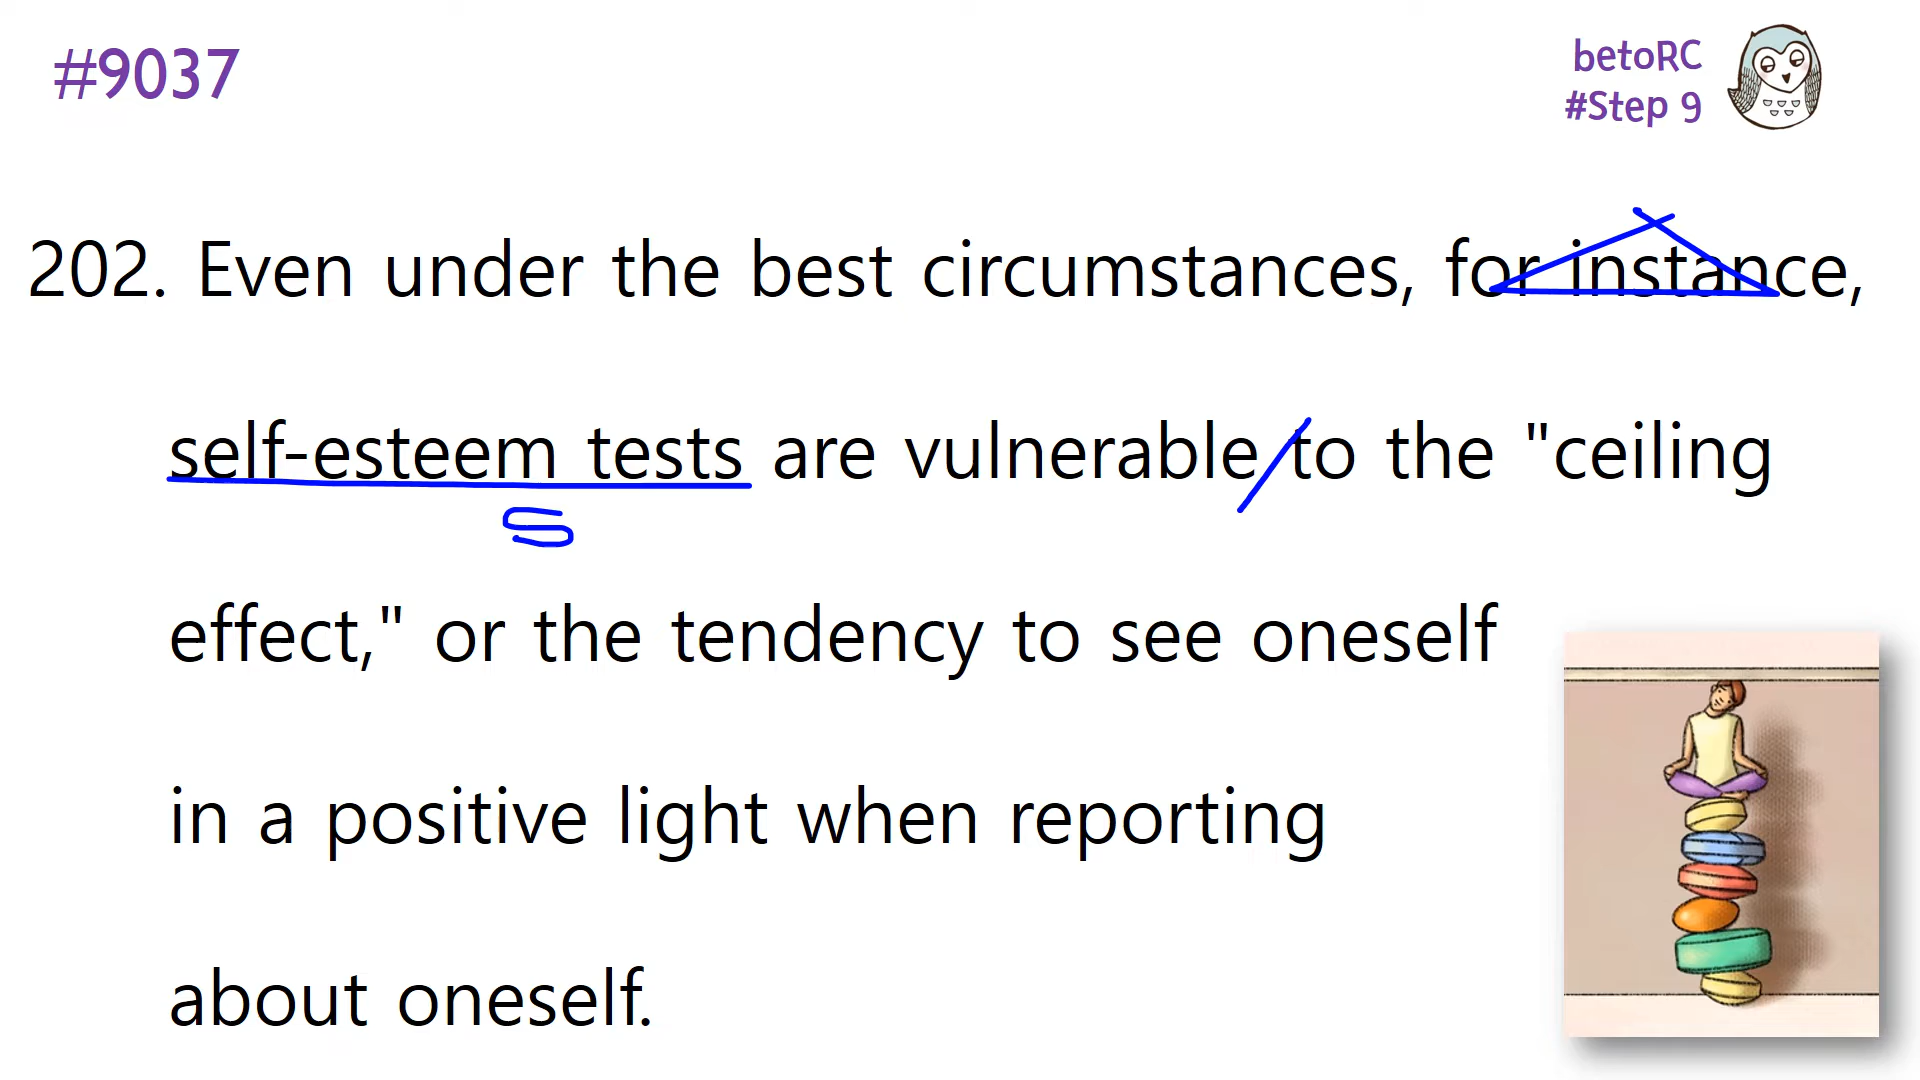 #9037
betoRC
#Step 9
202. Even under the best circumstances, for instance,
self-esteem tests are vulnerable to the "ceiling
S
effect," or the tendency to see oneself
in a positive light when reporting
about oneself.